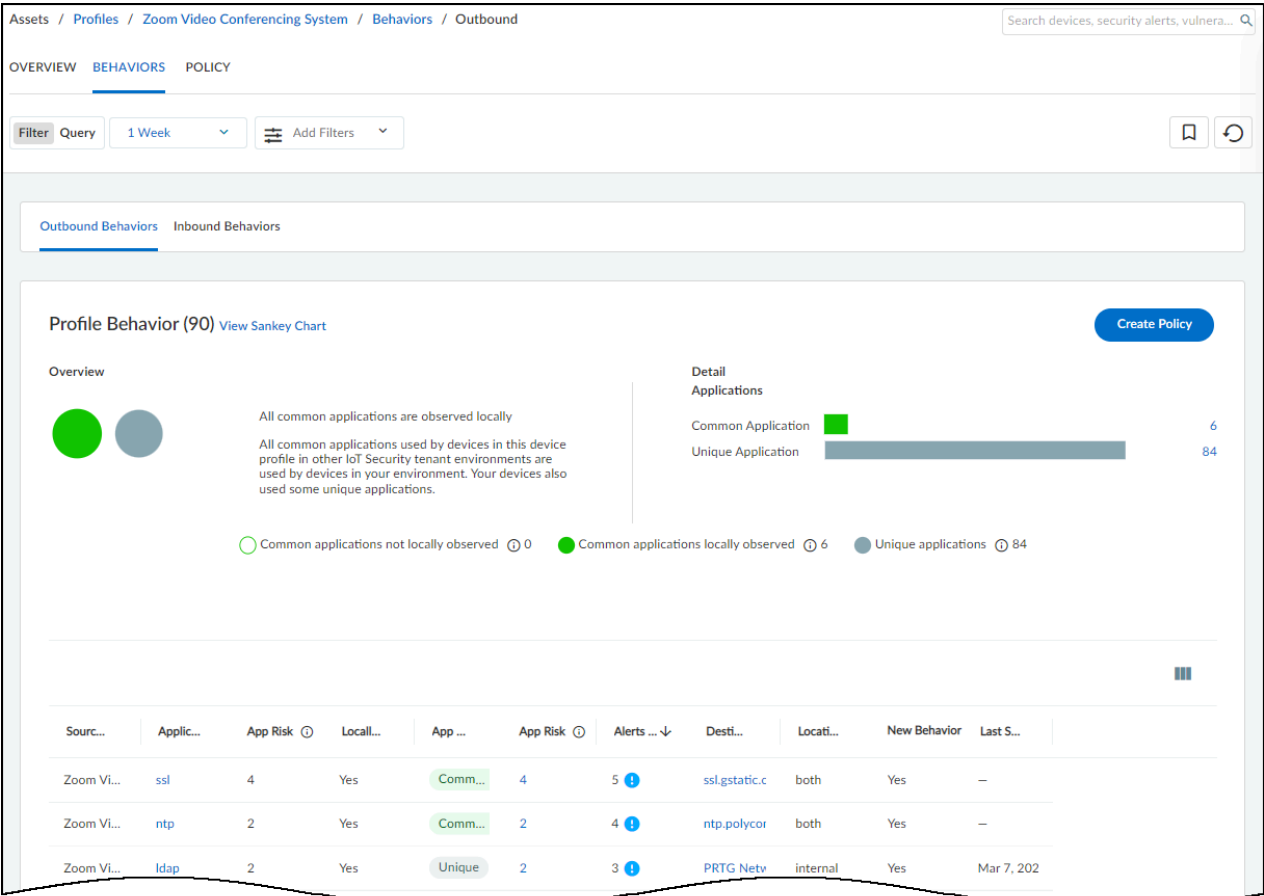 Assets / Profiles / Zoom Video Conferencing System / Behaviors / Outbound
Search devices, security alerts, vulnera...
OVERVIEW BEHAVIORS POLICY
Filter Query 1 Week Add Filters
Outbound Behaviors Inbound Behaviors
Profile Behavior (90) View Sankey Chart
Create Policy
Overview
All common applications are observed locally
All common applications used by devices in this device
profile in other IoT Security tenant environments are
used by devices in your environment. Your devices also
used some unique applications.
Detail
Applications
Common Application 6
Unique Application 84
Common applications not locally observed 0 Common applications locally observed 6 Unique applications 84
Sourc... Applic... App Risk Locall... App ... App Risk Alerts ... Desti... Locati... New Behavior Last S...
Zoom Vi... ssl 4 Yes Comm... 4 5 ssl.gstatic.c both Yes –
Zoom Vi... ntp 2 Yes Comm... 2 4 ntp.polycor both Yes –
Zoom Vi... ldap 2 Yes Unique 2 3 PRTG Netw internal Yes Mar 7, 202